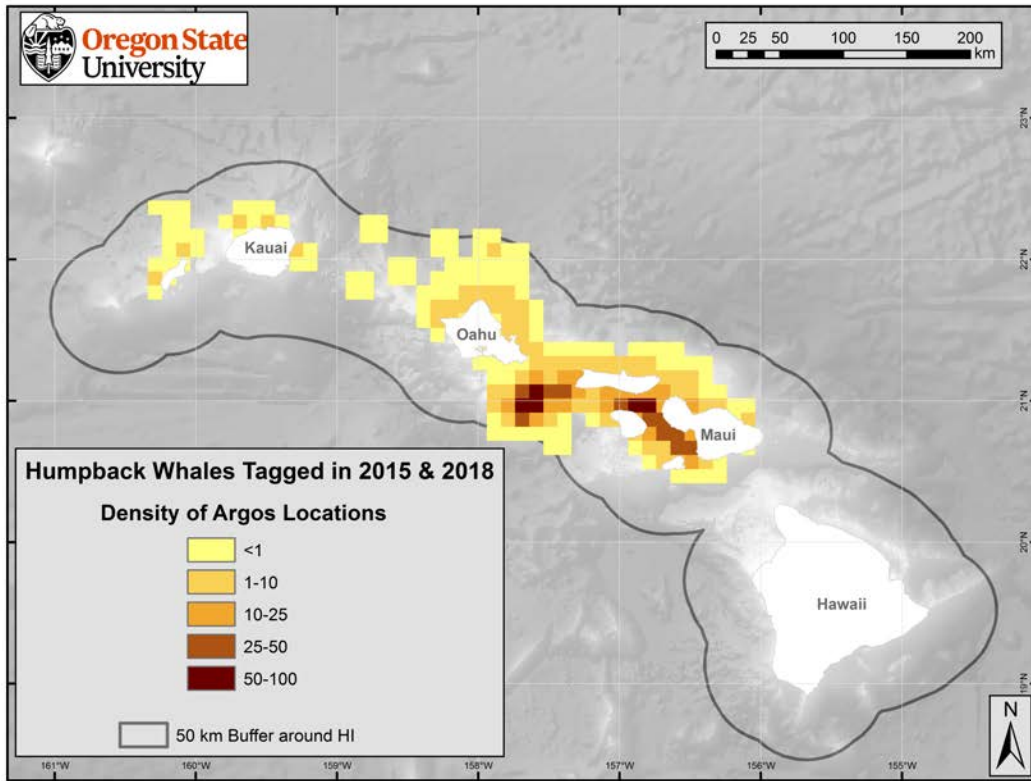 Oregon State
University
0 25 50 100 150 200
km
23°N
Kauai
22°N
Oahu
21°N
Maui
Humpback Whales Tagged in 2015 & 2018
Density of Argos Locations
<1
1-10
10-25
25-50
50-100
50 km Buffer around HI
20°N
Hawaii
19°N
N
161°W 160°W 159°W 158°W 157°W 156°W 155°W